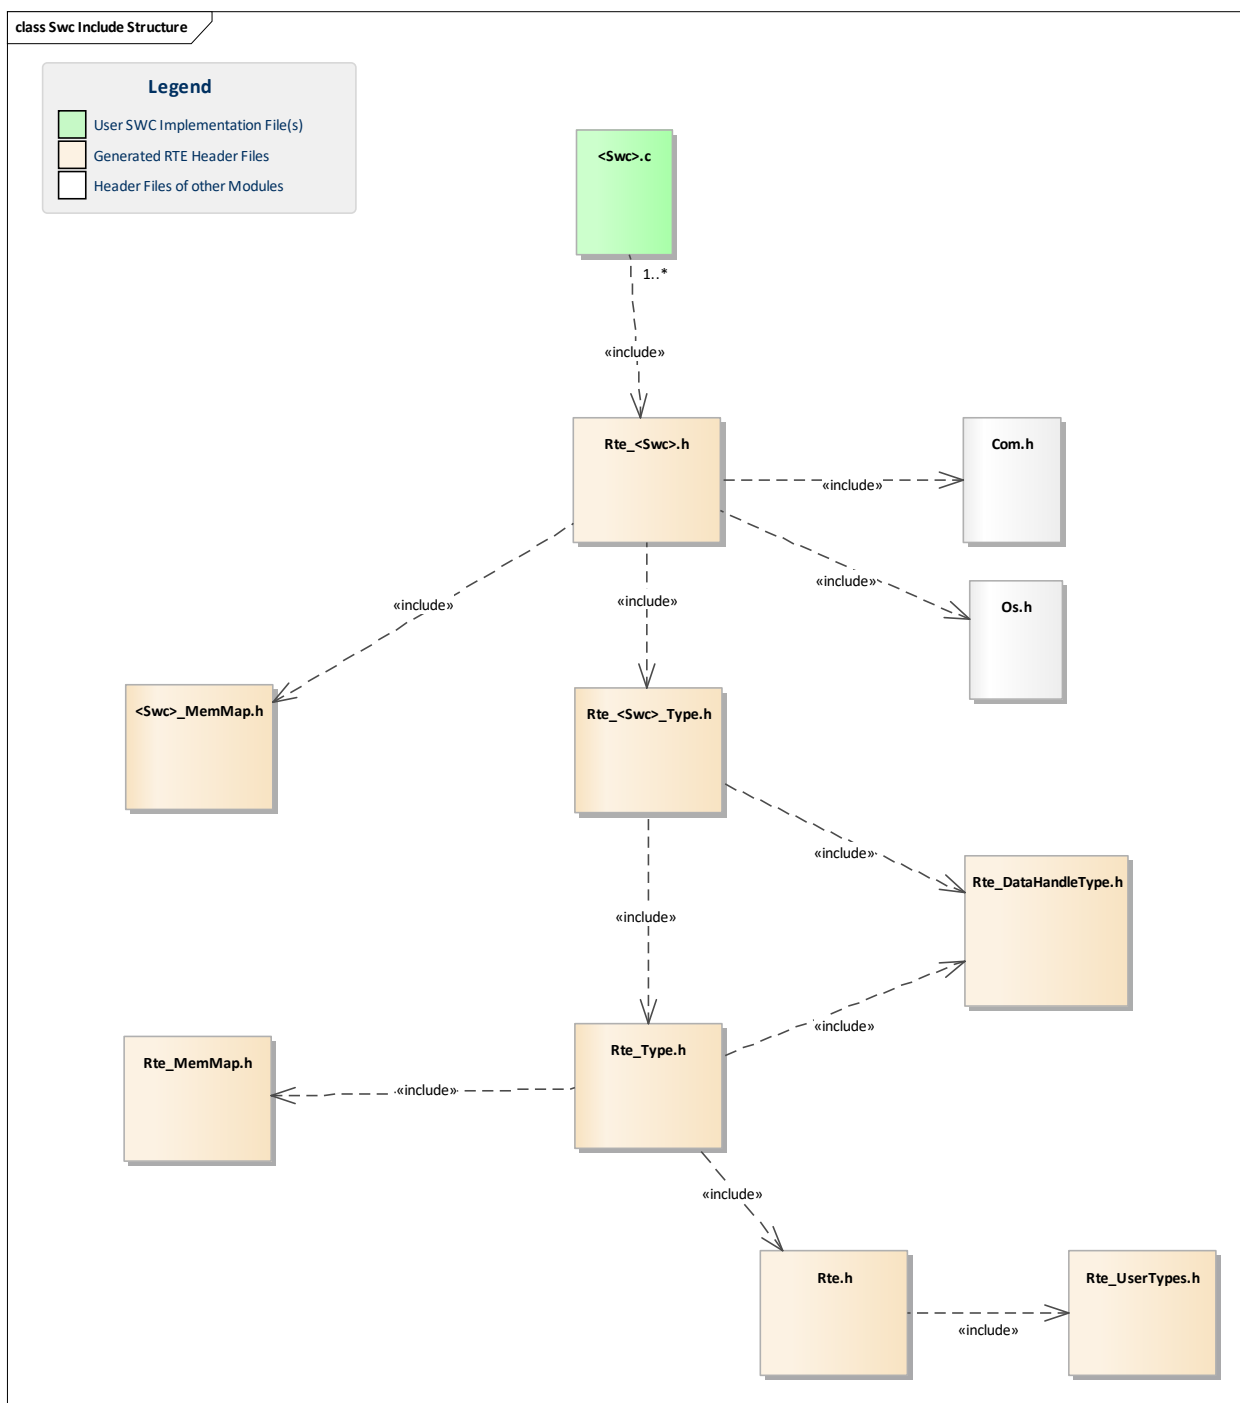 class Swc Include Structure
Legend
User SWC Implementation File(s)
Generated RTE Header Files
Header Files of other Modules
<Swc>.c
1..*
«include»
Rte_<Swc>.h
Com.h
«include»
«include»
Os.h
«include»
«include»
<Swc>_MemMap.h
Rte_<Swc>_Type.h
«include»
Rte_DataHandleType.h
«include»
«include»
Rte_Type.h
Rte_MemMap.h
«include»
«include»
Rte.h
Rte_UserTypes.h
«include»